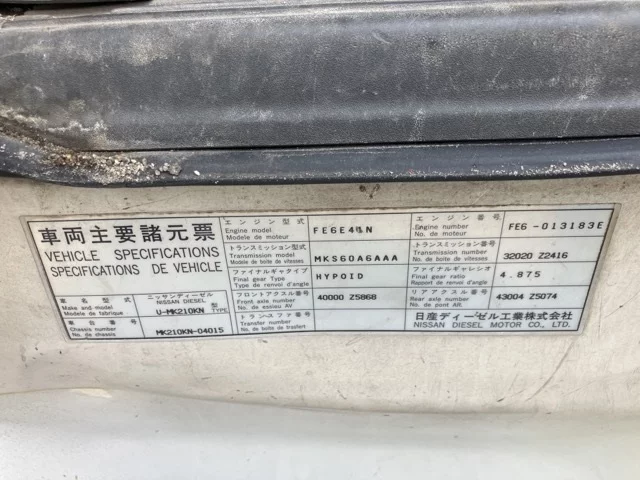 車両主要諸元票
VEHICLE SPECIFICATIONS
SPECIFICATIONS DE VEHICLE
車名型式
Make and model
Modele de fabrique
ニッサンディーゼル
NISSAN DIESEL
U-MK210KN
型
TYPE
車台番号
Chassis number
No. de chassis
MK210KN-04015
エンジン型式
Engine model
Modele de moteur
FE6E41N
トランスミッション型式
Transmission model
Modele de boite de vitesses
MKS60A6AAA
ファイナルギヤタイプ
Final gear Type
Type de renvoi d'angle
HYPOID
フロントアクスル番号
Front axle number
No. d'essieu AV
40000 Z5868
トランスファ番号
Transfer number
No. de boite de trasfert
エンジン番号
Engine number
No. de moteur
FE6 -013183E
トランスミッション番号
Transmission number
No. de boite de vitesses
32020 Z2416
ファイナルギャレシオ
Final gear ratio
Rapport de renvoi d'angle
4.875
リアアクスル番号
Rear axle number
No. de pont AR.
43004 Z5074
日産ディーゼル工業株式会社
NISSAN DIESEL MOTOR CO., LTD.